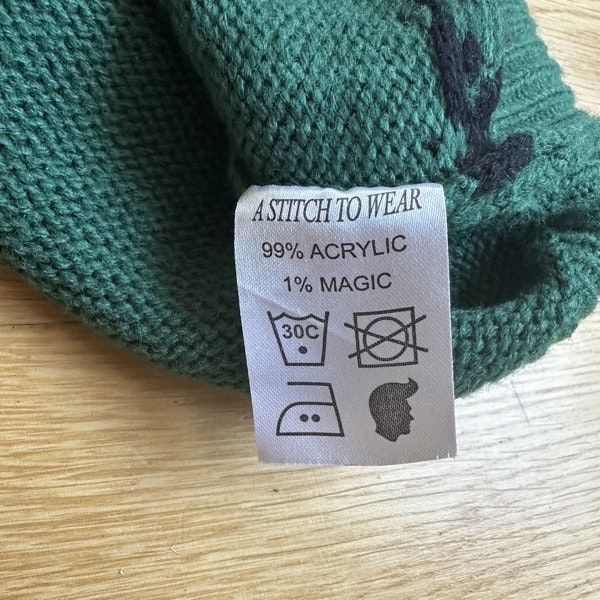 A STITCH TO WEAR
99% ACRYLIC
1% MAGIC
30C